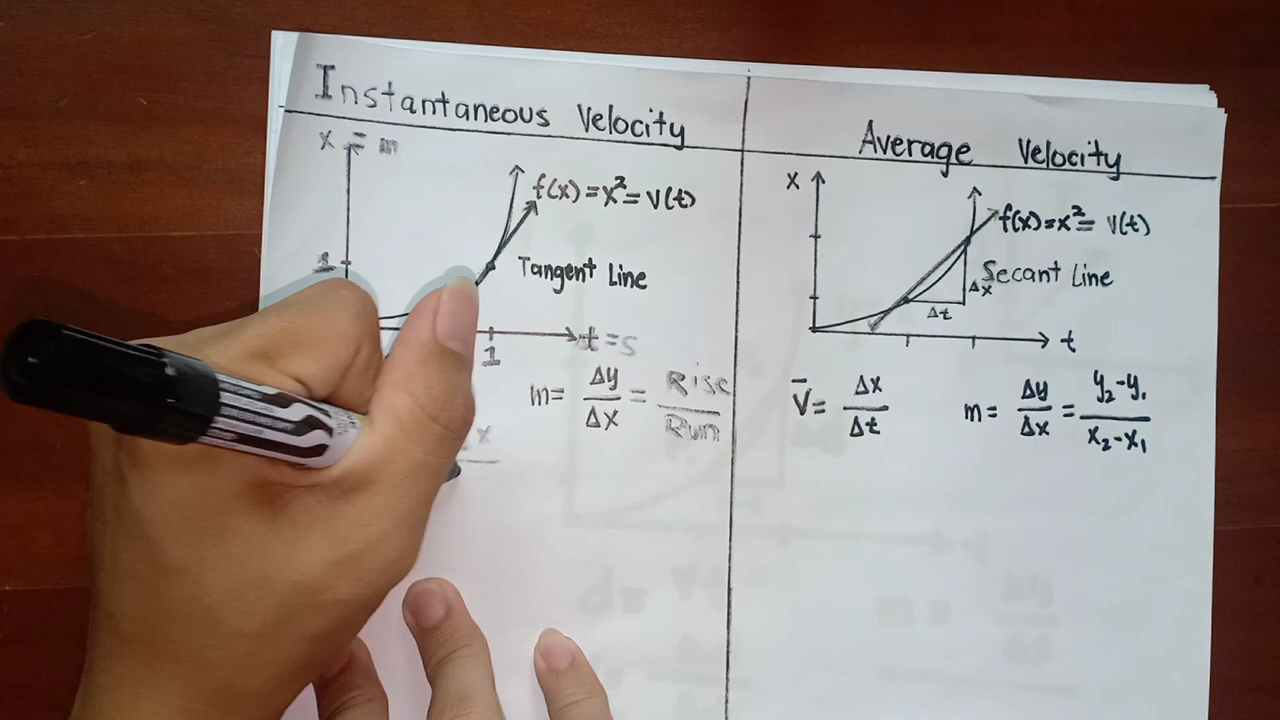 Instantaneous Velocity
x = m
f(x)=x²= v(t)
Tangent Line
1
1
t = s
m= Δy/Δx = Rise/Run
x
Average Velocity
x
f(x)=x²= v(t)
Secant Line
Δx
Δt
t
V̄= Δx/Δt
m= Δy/Δx = y₂-y₁/x₂-x₁